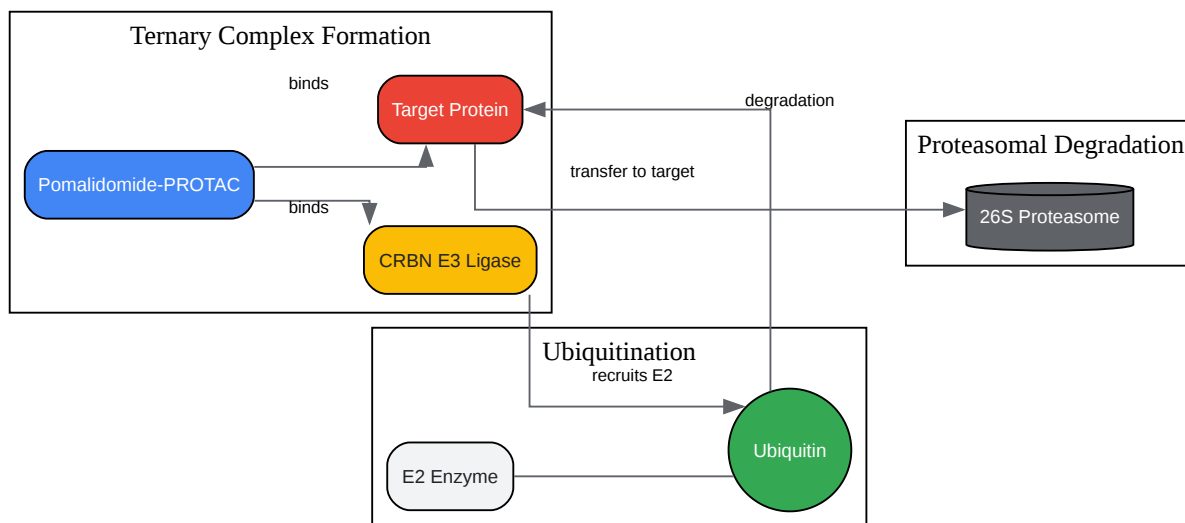 Ternary Complex Formation
binds
Target Protein
degradation
Proteasomal Degradation
Pomalidomide-PROTAC
transfer to target
binds
26S Proteasome
CRBN E3 Ligase
Ubiquitination
recruits E2
Ubiquitin
E2 Enzyme